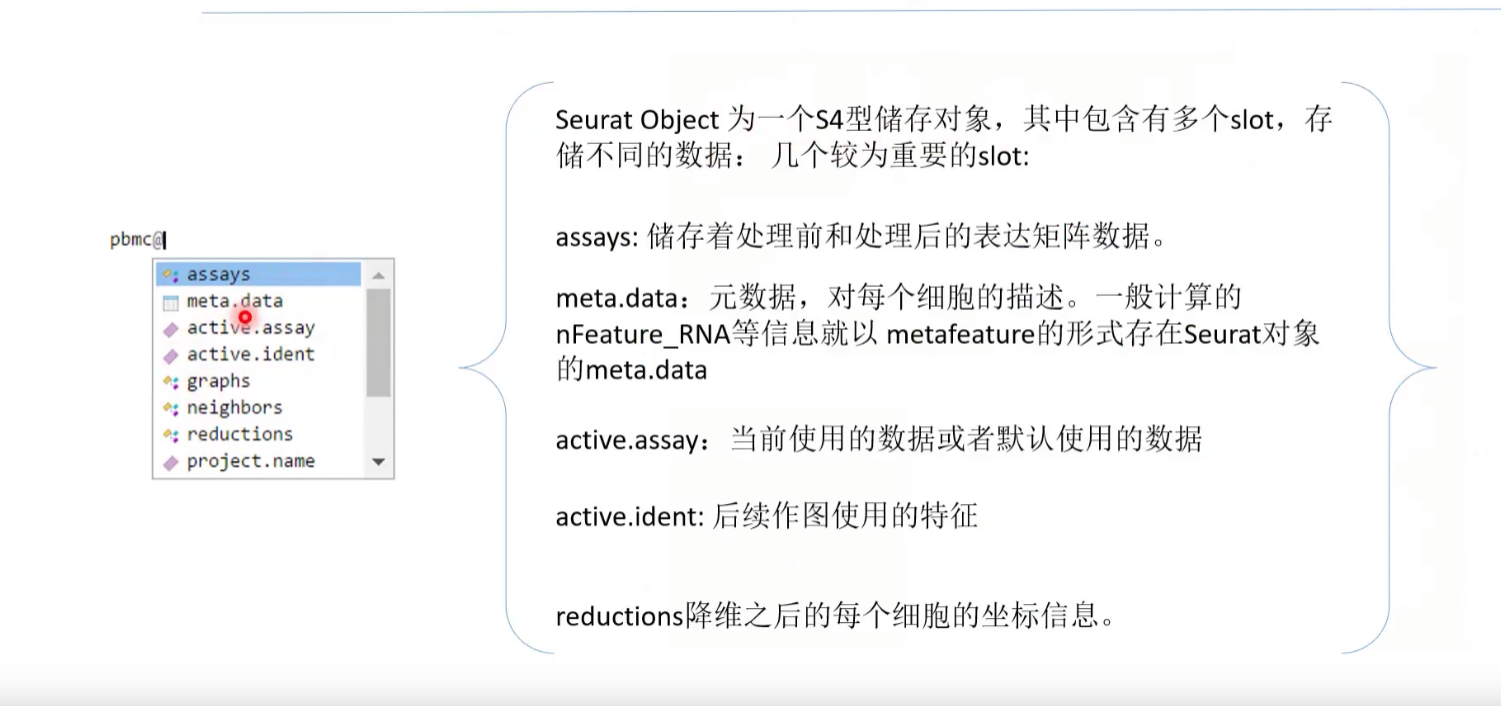 pbmc@
assays
meta.data
active.assay
active.ident
graphs
neighbors
reductions
project.name
Seurat Object 为一个S4型储存对象，其中包含有多个slot，存
储不同的数据： 几个较为重要的slot:
assays: 储存着处理前和处理后的表达矩阵数据。
meta.data：元数据，对每个细胞的描述。一般计算的
nFeature_RNA等信息就以 metafeature的形式存在Seurat对象
的meta.data
active.assay：当前使用的数据或者默认使用的数据
active.ident: 后续作图使用的特征
reductions降维之后的每个细胞的坐标信息。